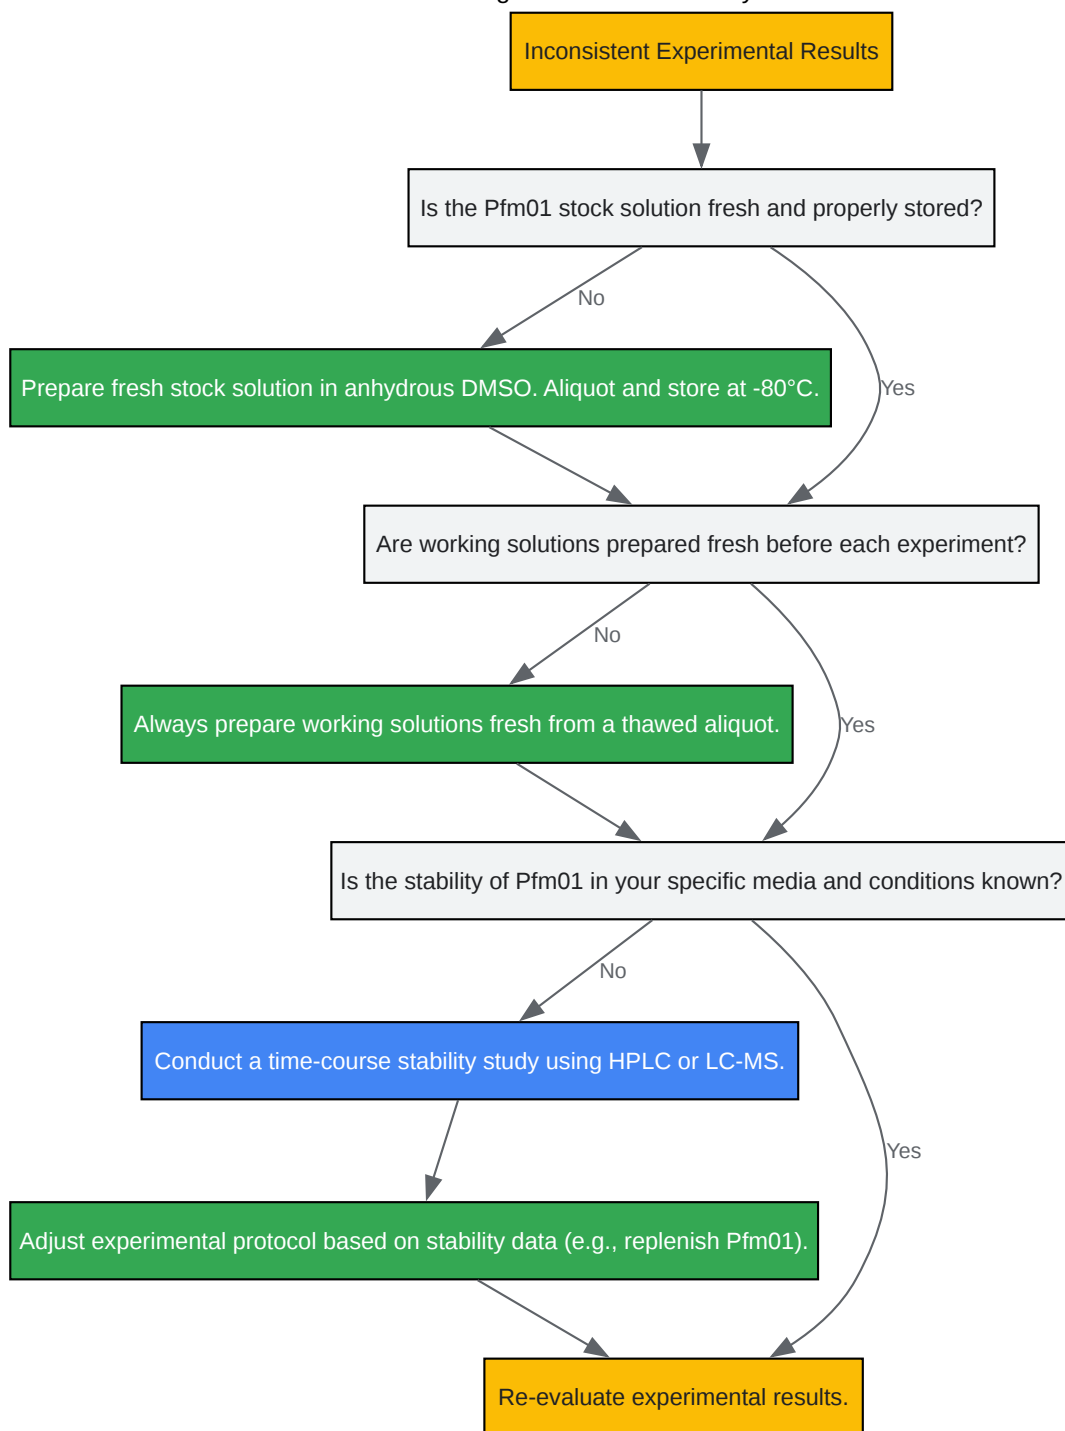 Inconsistent Experimental Results
Is the Pfm01 stock solution fresh and properly stored?
No
Prepare fresh stock solution in anhydrous DMSO. Aliquot and store at -80°C.
Yes
Are working solutions prepared fresh before each experiment?
No
Always prepare working solutions fresh from a thawed aliquot.
Yes
Is the stability of Pfm01 in your specific media and conditions known?
No
Conduct a time-course stability study using HPLC or LC-MS.
Yes
Adjust experimental protocol based on stability data (e.g., replenish Pfm01).
Re-evaluate experimental results.